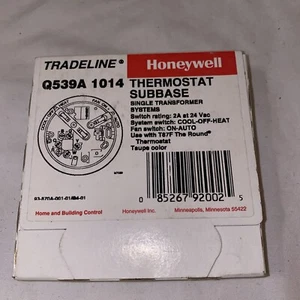 TRADELINE® Honeywell
Q539A 1014 THERMOSTAT
SUBBASE
SINGLE TRANSFORMER
SYSTEMS
Switch rating: 2A at 24 Vac
System switch: COOL-OFF-HEAT
Fan switch: ON-AUTO
Use with T87F The Round®
Thermostat
Taupe color
0 85267 92002 5
Home and Building Control
Honeywell Inc.
Minneapolis, Minnesota 55422